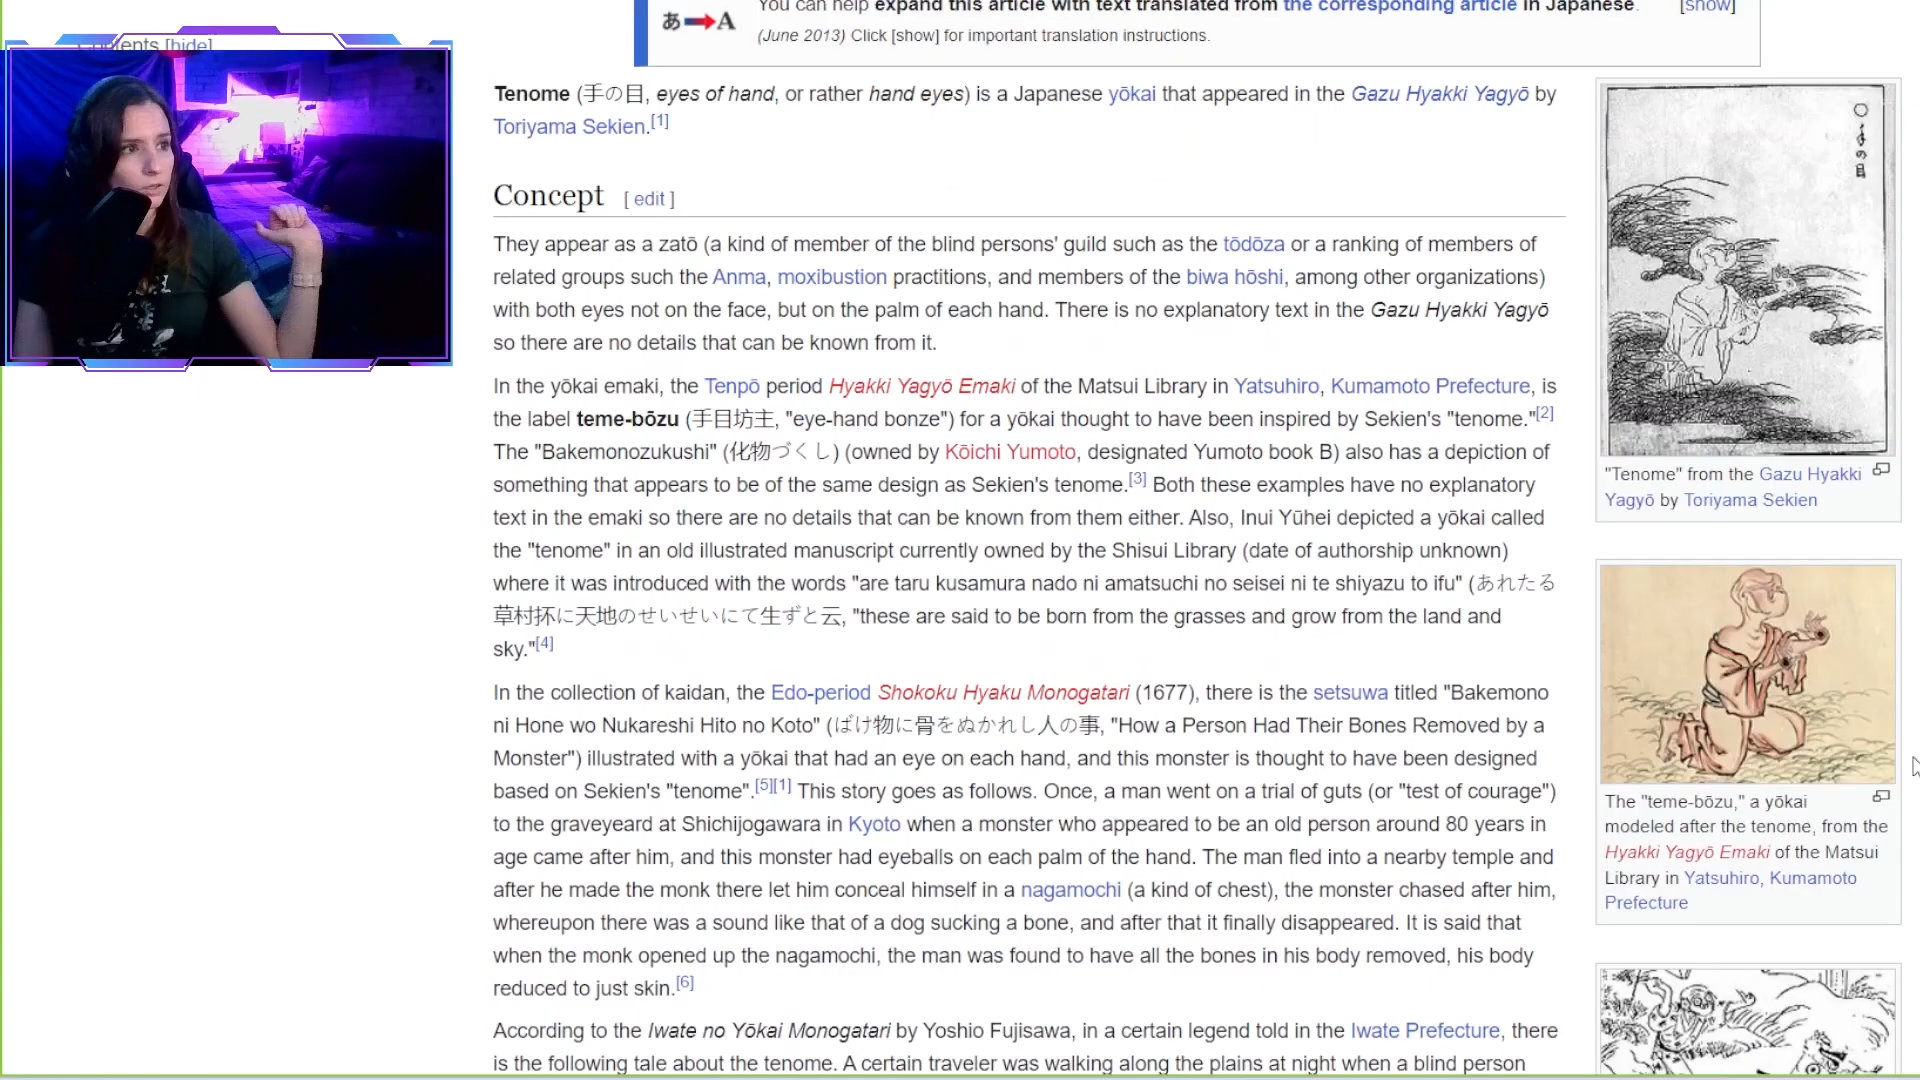 You can help expand this article with text translated from the corresponding article in Japanese. [show]
(June 2013) Click [show] for important translation instructions.
あ➡A
Contents [hide]
Tenome (手の目, eyes of hand, or rather hand eyes) is a Japanese yōkai that appeared in the Gazu Hyakki Yagyō by
Toriyama Sekien.[1]
Concept [ edit ]
They appear as a zatō (a kind of member of the blind persons' guild such as the tōdōza or a ranking of members of
related groups such the Anma, moxibustion practitions, and members of the biwa hōshi, among other organizations)
with both eyes not on the face, but on the palm of each hand. There is no explanatory text in the Gazu Hyakki Yagyō
so there are no details that can be known from it.
In the yōkai emaki, the Tenpō period Hyakki Yagyō Emaki of the Matsui Library in Yatsuhiro, Kumamoto Prefecture, is
the label teme-bōzu (手目坊主, "eye-hand bonze") for a yōkai thought to have been inspired by Sekien's "tenome."[2]
The "Bakemonozukushi" (化物づくし) (owned by Kōichi Yumoto, designated Yumoto book B) also has a depiction of
something that appears to be of the same design as Sekien's tenome.[3] Both these examples have no explanatory
text in the emaki so there are no details that can be known from them either. Also, Inui Yūhei depicted a yōkai called
the "tenome" in an old illustrated manuscript currently owned by the Shisui Library (date of authorship unknown)
where it was introduced with the words "are taru kusamura nado ni amatsuchi no seisei ni te shiyazu to ifu" (あれたる
草村抔に天地のせいせいにて生ずと云, "these are said to be born from the grasses and grow from the land and
sky."[4]
In the collection of kaidan, the Edo-period Shokoku Hyaku Monogatari (1677), there is the setsuwa titled "Bakemono
ni Hone wo Nukareshi Hito no Koto" (ばけ物に骨をぬかれし人の事, "How a Person Had Their Bones Removed by a
Monster") illustrated with a yōkai that had an eye on each hand, and this monster is thought to have been designed
based on Sekien's "tenome".[5][1] This story goes as follows. Once, a man went on a trial of guts (or "test of courage")
to the graveyeard at Shichijogawara in Kyoto when a monster who appeared to be an old person around 80 years in
age came after him, and this monster had eyeballs on each palm of the hand. The man fled into a nearby temple and
after he made the monk there let him conceal himself in a nagamochi (a kind of chest), the monster chased after him,
whereupon there was a sound like that of a dog sucking a bone, and after that it finally disappeared. It is said that
when the monk opened up the nagamochi, the man was found to have all the bones in his body removed, his body
reduced to just skin.[6]
According to the Iwate no Yōkai Monogatari by Yoshio Fujisawa, in a certain legend told in the Iwate Prefecture, there
is the following tale about the tenome. A certain traveler was walking along the plains at night when a blind person
○手の目
"Tenome" from the Gazu Hyakki
Yagyō by Toriyama Sekien
The "teme-bōzu," a yōkai
modeled after the tenome, from the
Hyakki Yagyō Emaki of the Matsui
Library in Yatsuhiro, Kumamoto
Prefecture